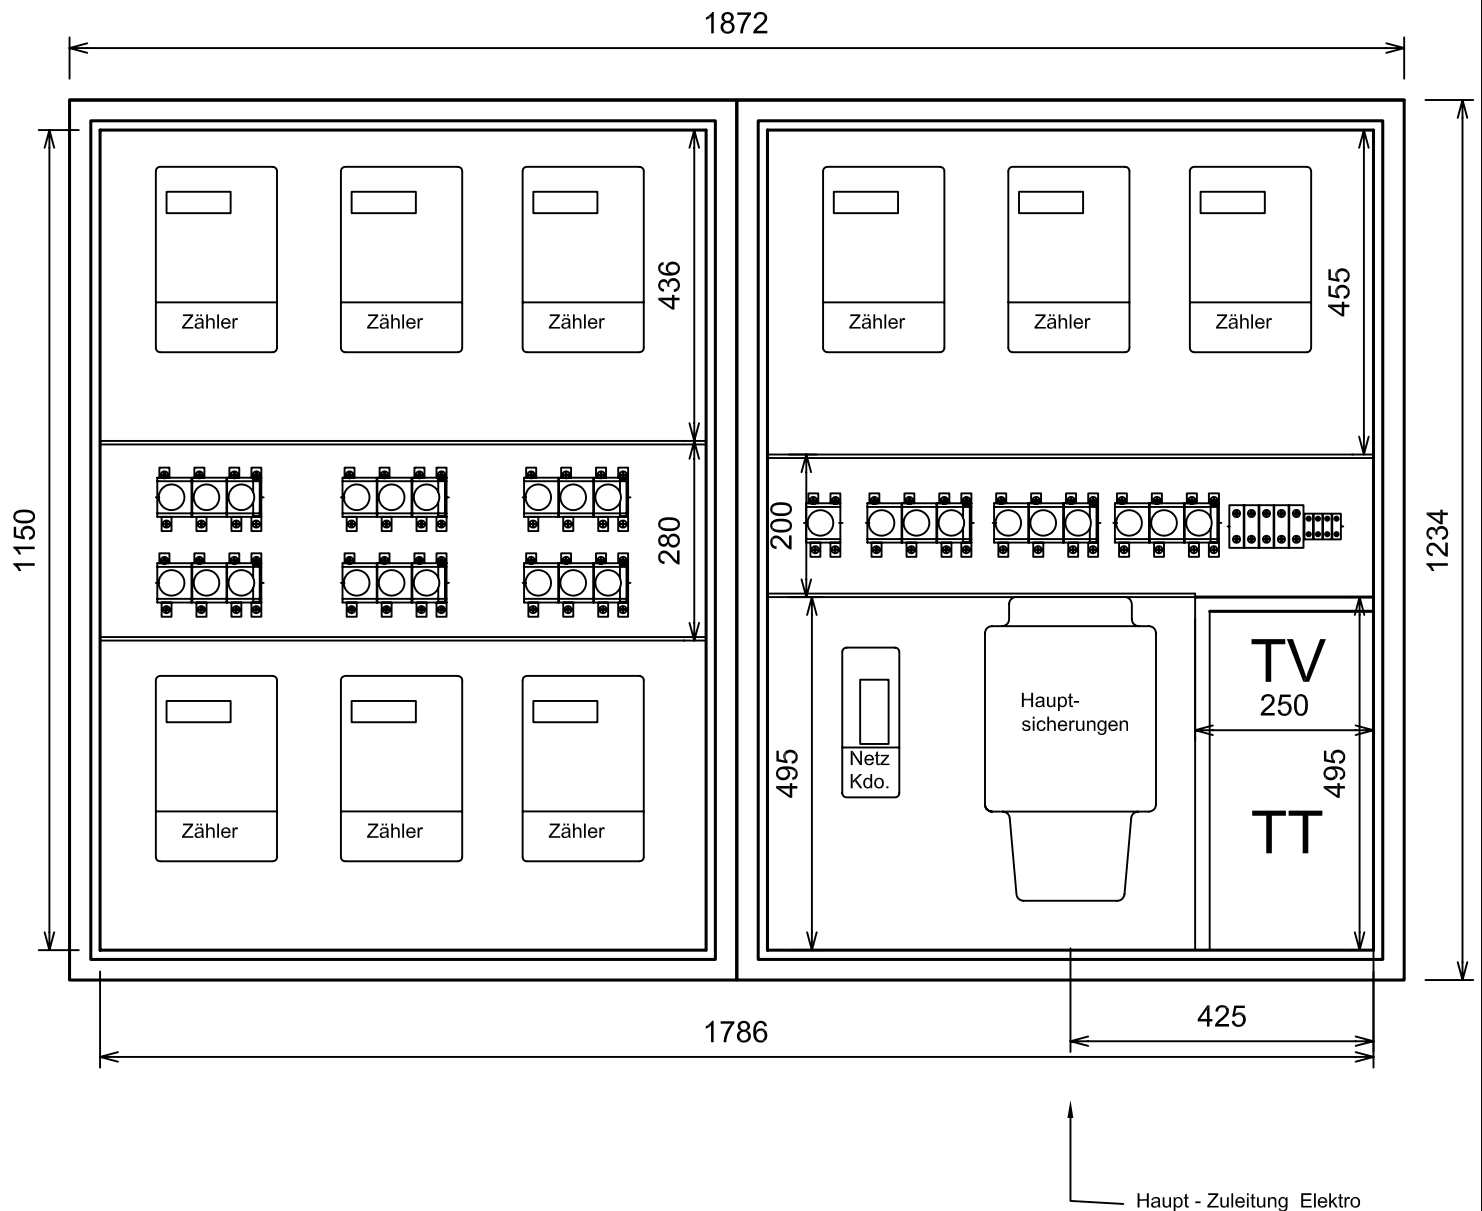 1872
Zähler
Zähler
Zähler
Zähler
Zähler
Zähler
436
455
1150
280
200
1234
TV
250
Haupt-
sicherungen
Netz
Kdo.
495
495
TT
Zähler
Zähler
Zähler
1786
425
Haupt - Zuleitung Elektro